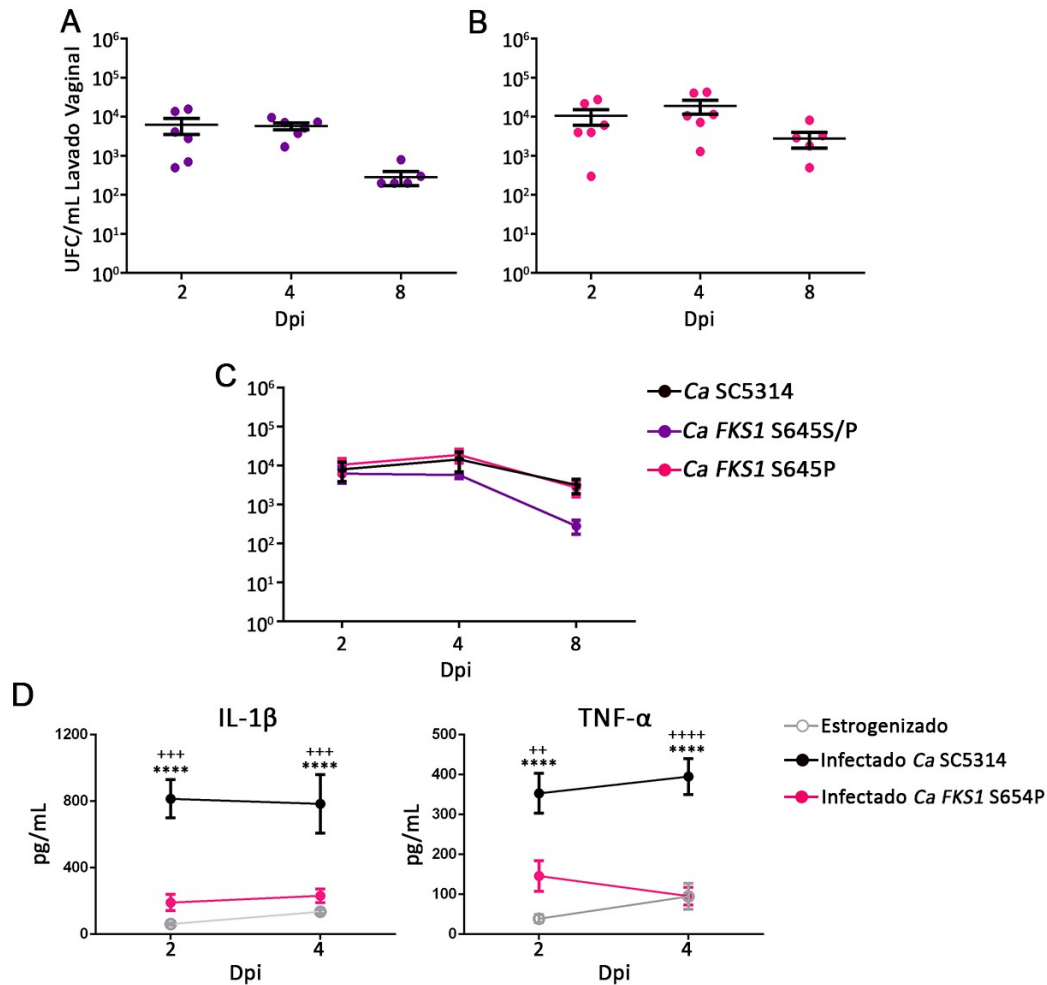 A
B
UFC/mL Lavado Vaginal
10⁶
10⁵
10⁴
10³
10²
10¹
10⁰
2
4
8
Dpi
10⁶
10⁵
10⁴
10³
10²
10¹
10⁰
2
4
8
Dpi
C
10⁶
10⁵
10⁴
10³
10²
10¹
10⁰
2
4
8
Dpi
Ca SC5314
Ca FKS1 S645S/P
Ca FKS1 S645P
D
IL-1β
pg/mL
1200
800
400
0
+++
****
+++
****
2
4
Dpi
TNF-α
pg/mL
500
400
300
200
100
0
++
****
++++
****
2
4
Dpi
Estrogenizado
Infectado Ca SC5314
Infectado Ca FKS1 S654P